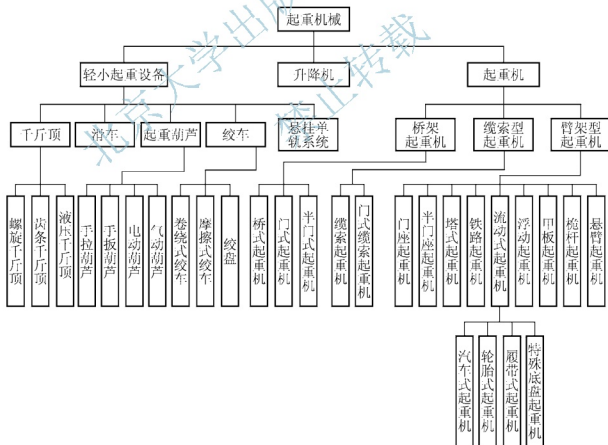 起重机械
轻小起重设备
升降机
起重机
千斤顶
滑车
起重葫芦
绞车
悬挂单
轨系统
桥架
起重机
缆索型
起重机
臂架型
起重机
螺旋千斤顶
齿条千斤顶
液压千斤顶
手拉葫芦
手扳葫芦
电动葫芦
气动葫芦
卷绕式绞车
摩擦式绞车
绞盘
桥式起重机
门式起重机
半门式起重机
缆索起重机
门式缆索起重机
门座起重机
半门座起重机
塔式起重机
铁路起重机
流动式起重机
浮动起重机
甲板起重机
桅杆起重机
悬臂起重机
汽车式起重机
轮胎式起重机
履带式起重机
特殊底盘起重机
北京大学出版
禁止转载